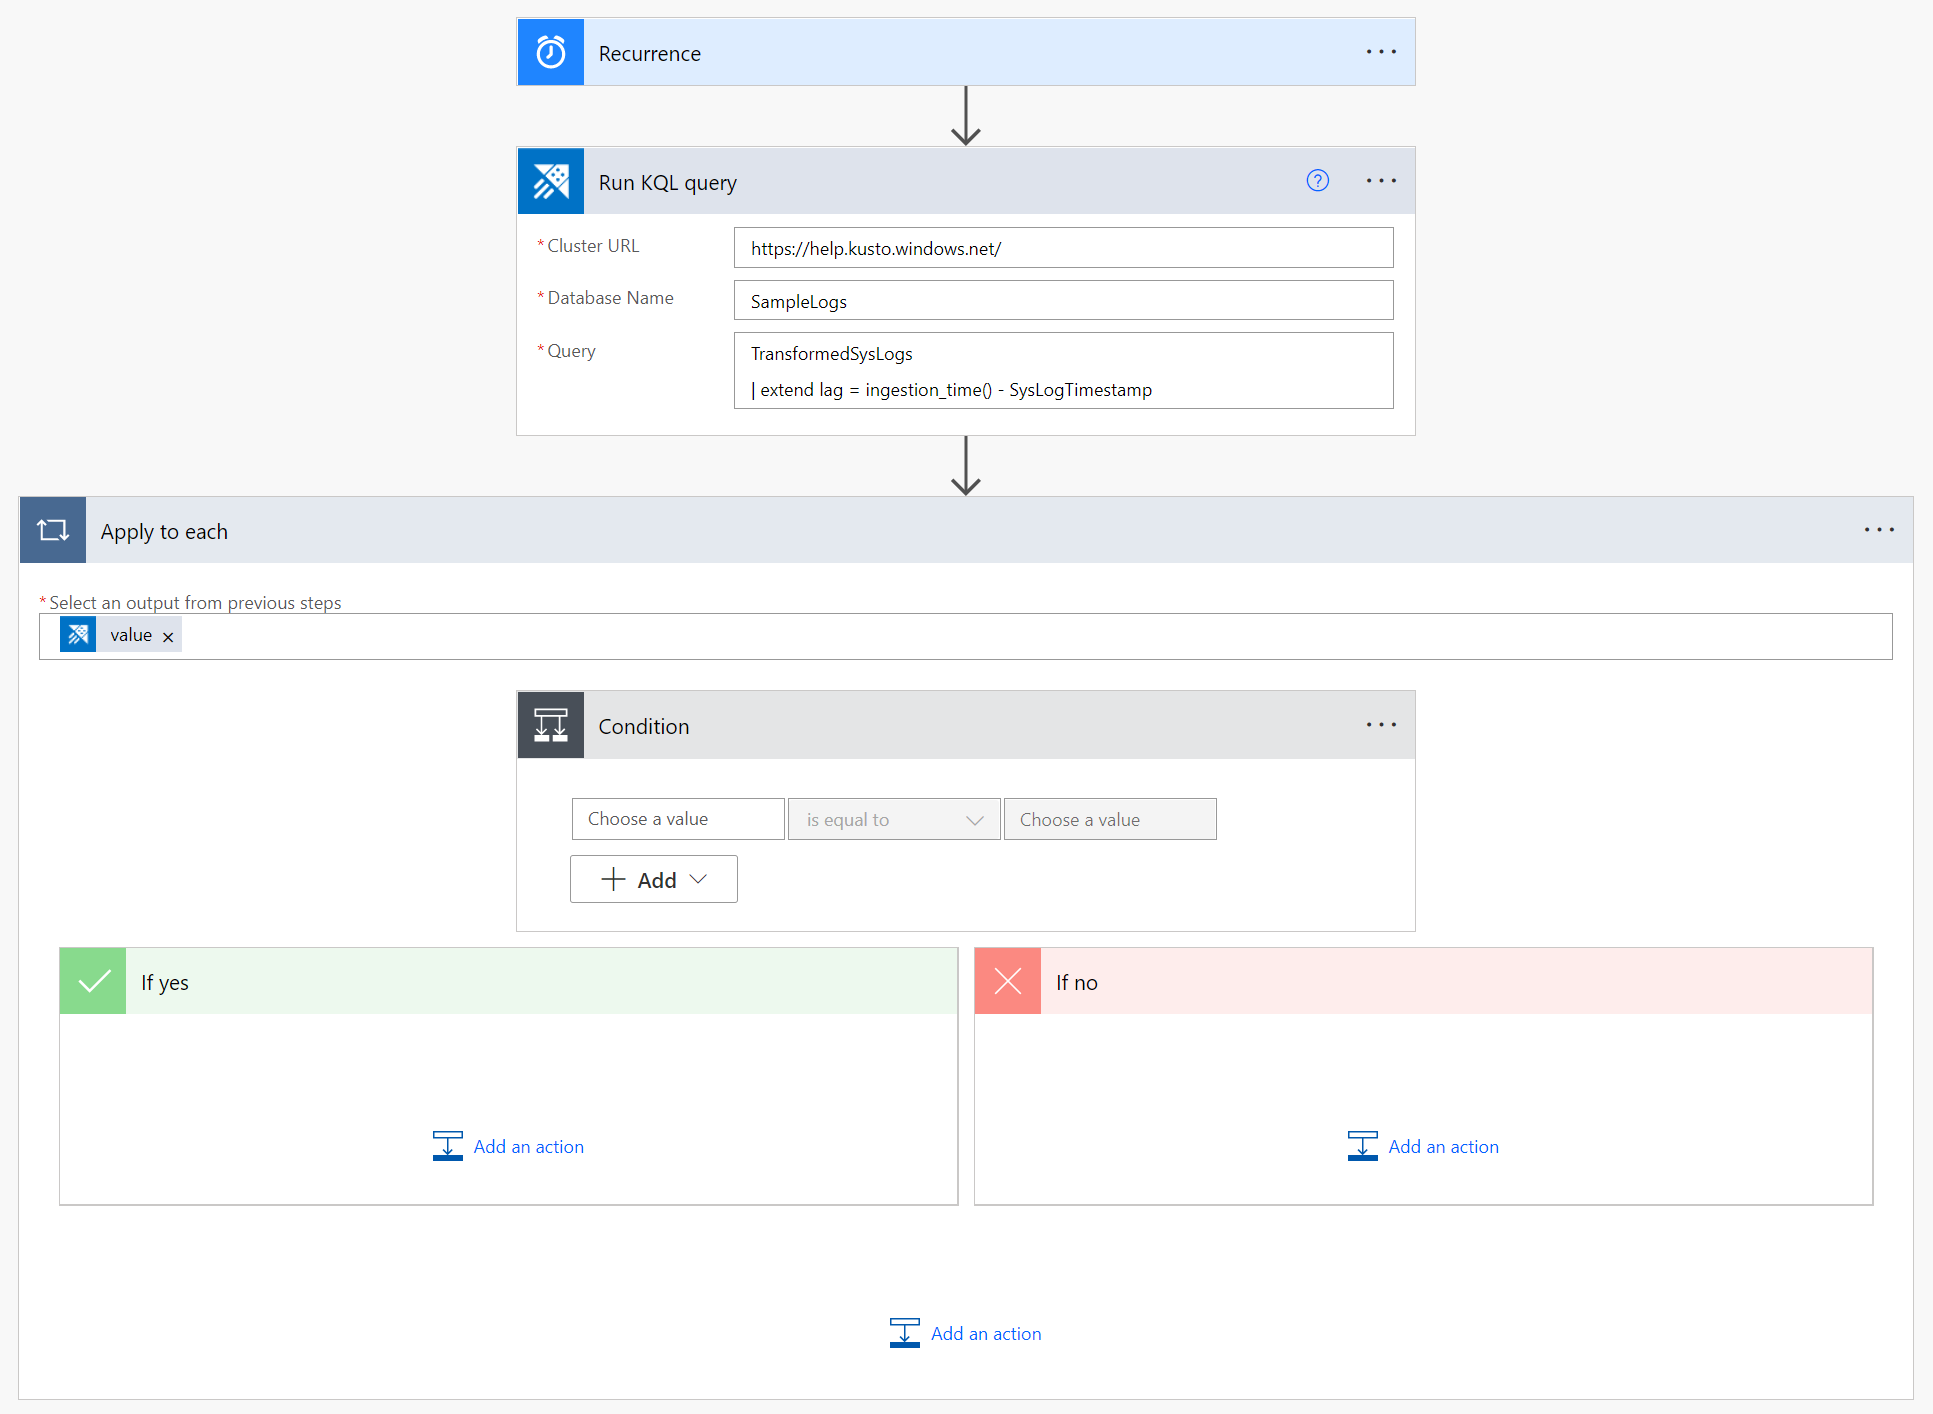 Recurrence
Run KQL query
* Cluster URL
https://help.kusto.windows.net/
* Database Name
SampleLogs
* Query
TransformedSysLogs
| extend lag = ingestion_time() - SysLogTimestamp
Apply to each
* Select an output from previous steps
value
Condition
Choose a value is equal to Choose a value
Add
If yes
If no
Add an action
Add an action
Add an action